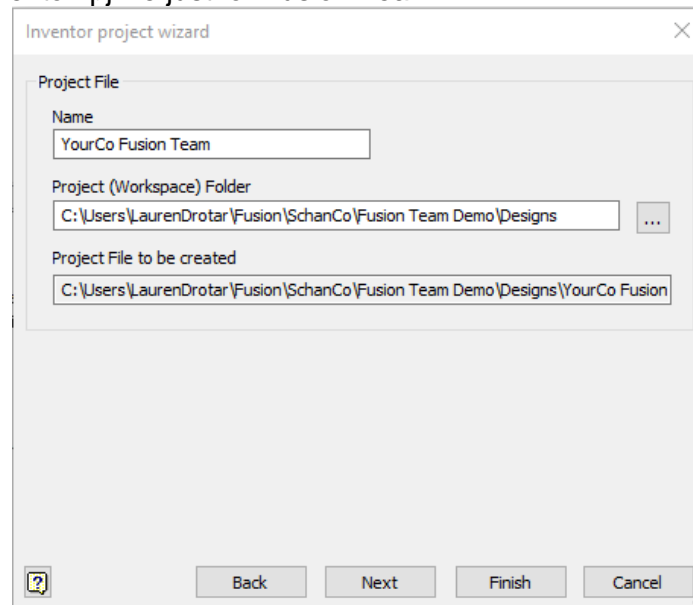 Inventor project wizard
Project File
Name
YourCo Fusion Team
Project (Workspace) Folder
C:\Users\LaurenDrotar\Fusion\SchanCo\Fusion Team Demo\Designs
...
Project File to be created
C:\Users\LaurenDrotar\Fusion\SchanCo\Fusion Team Demo\Designs\YourCo Fusion
Back Next Finish Cancel